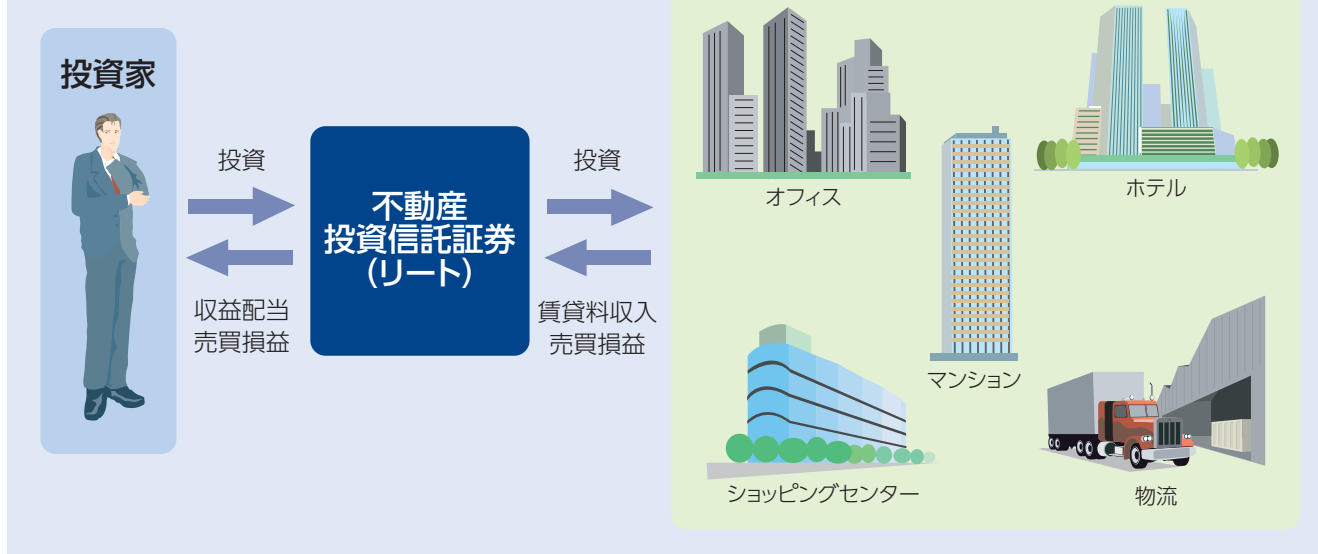 投資家
投資
収益配当
売買損益
不動産
投資信託証券
(リート)
投資
賃貸料収入
売買損益
オフィス
ホテル
マンション
ショッピングセンター
物流